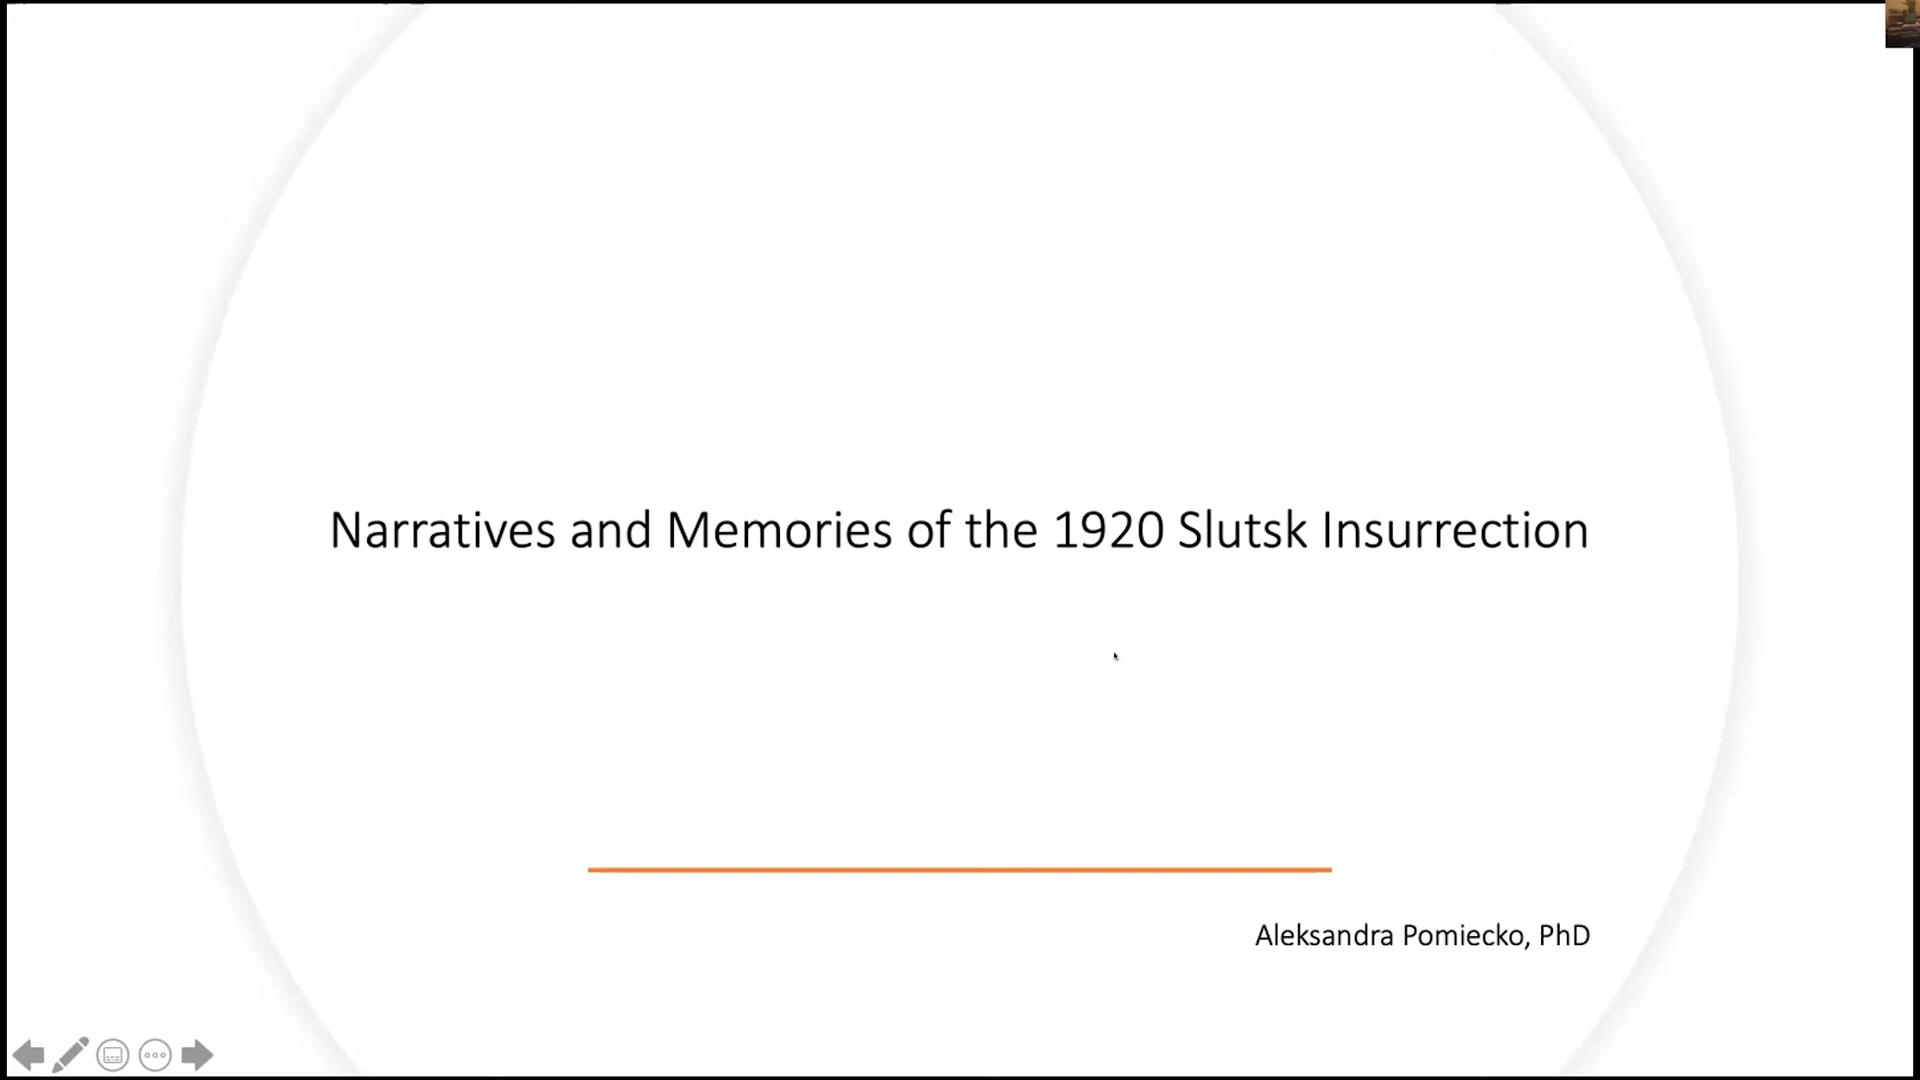 Narratives and Memories of the 1920 Slutsk Insurrection
Aleksandra Pomiecko, PhD